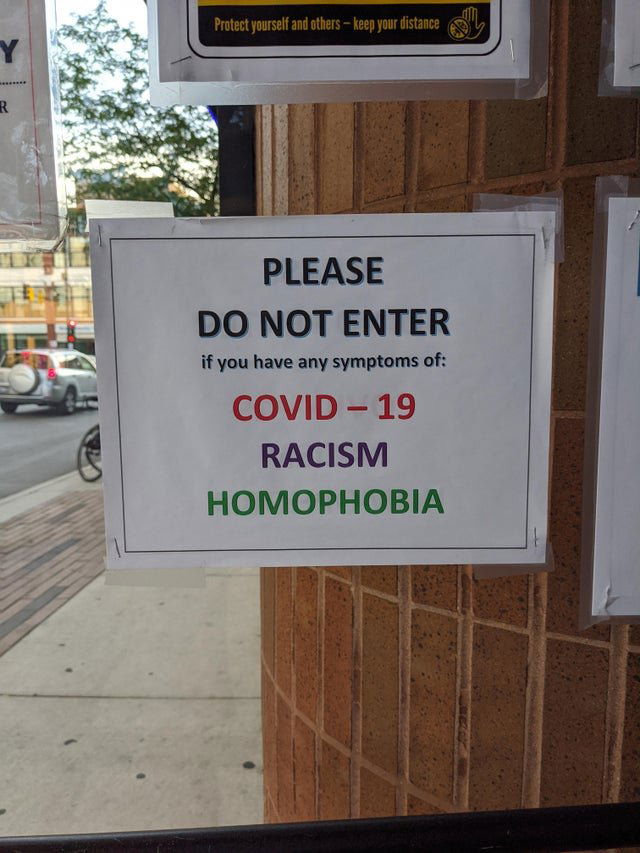 Protect yourself and others – keep your distance
Y
R
PLEASE
DO NOT ENTER
if you have any symptoms of:
COVID – 19
RACISM
HOMOPHOBIA